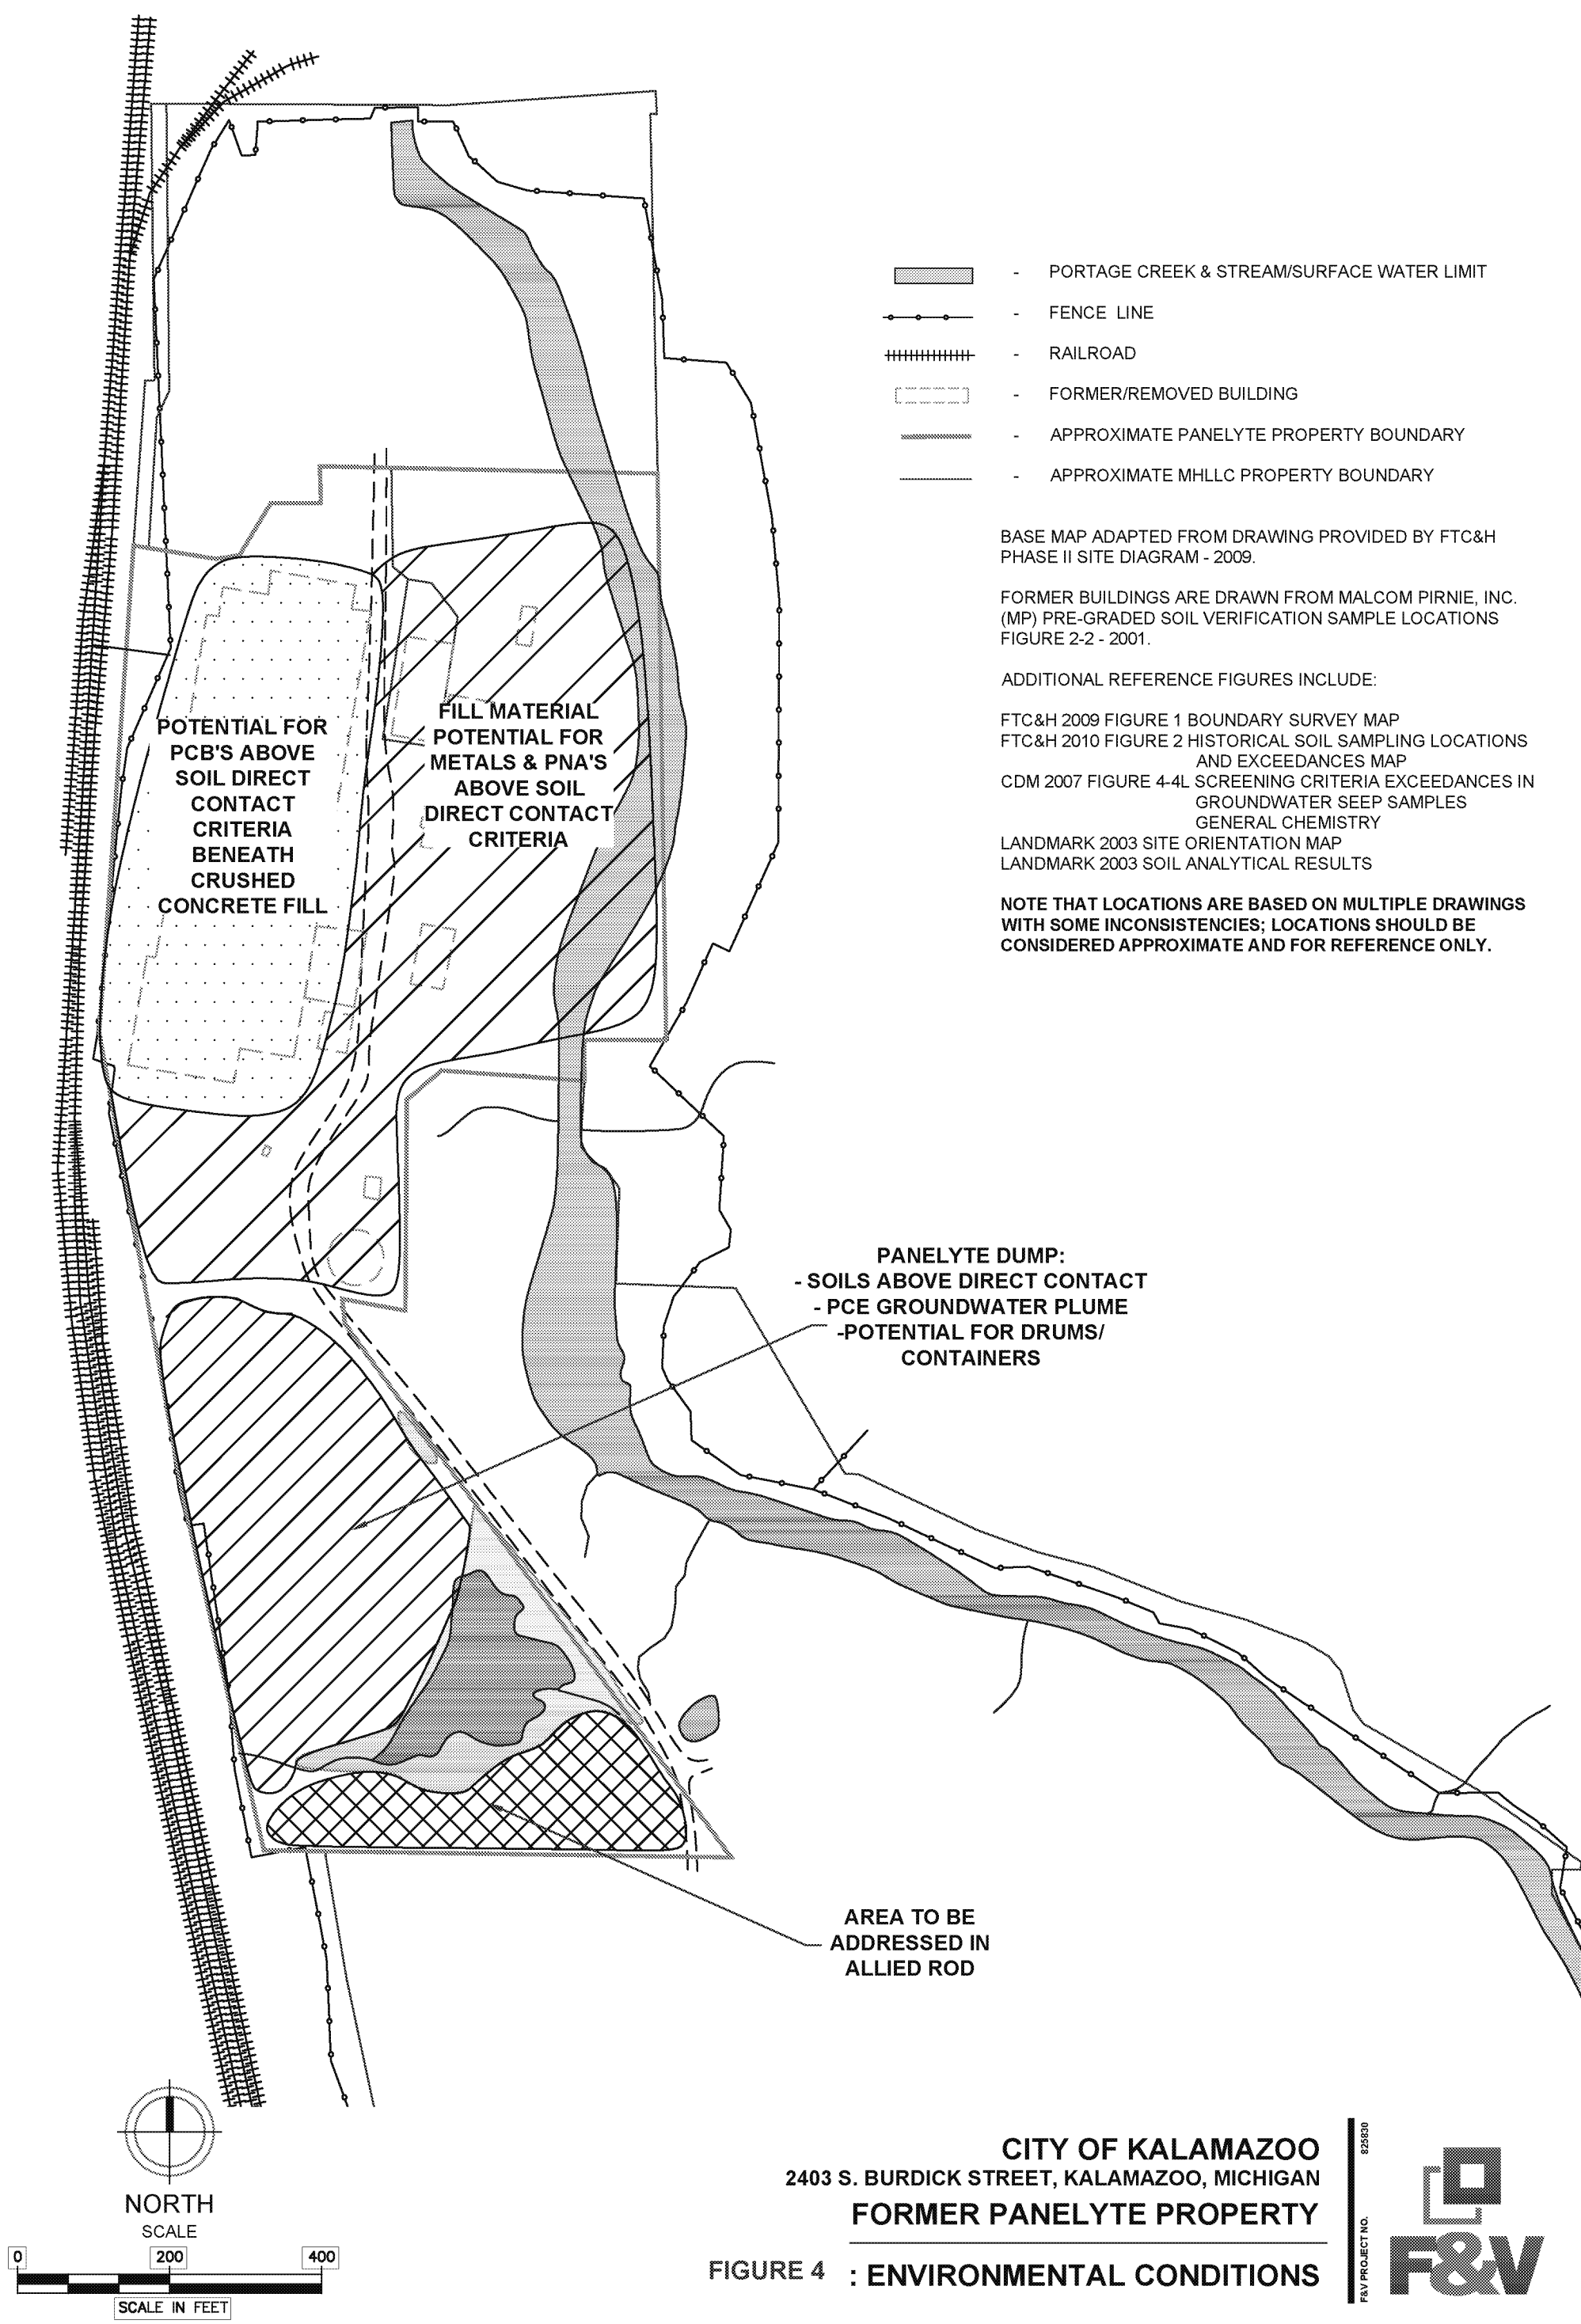 - PORTAGE CREEK & STREAM/SURFACE WATER LIMIT
- FENCE LINE
- RAILROAD
- FORMER/REMOVED BUILDING
- APPROXIMATE PANELYTE PROPERTY BOUNDARY
- APPROXIMATE MHLLC PROPERTY BOUNDARY
BASE MAP ADAPTED FROM DRAWING PROVIDED BY FTC&H
PHASE II SITE DIAGRAM - 2009.
FORMER BUILDINGS ARE DRAWN FROM MALCOM PIRNIE, INC.
(MP) PRE-GRADED SOIL VERIFICATION SAMPLE LOCATIONS
FIGURE 2-2 - 2001.
ADDITIONAL REFERENCE FIGURES INCLUDE:
FTC&H 2009 FIGURE 1 BOUNDARY SURVEY MAP
FTC&H 2010 FIGURE 2 HISTORICAL SOIL SAMPLING LOCATIONS
AND EXCEEDANCES MAP
CDM 2007 FIGURE 4-4L SCREENING CRITERIA EXCEEDANCES IN
GROUNDWATER SEEP SAMPLES
GENERAL CHEMISTRY
LANDMARK 2003 SITE ORIENTATION MAP
LANDMARK 2003 SOIL ANALYTICAL RESULTS
NOTE THAT LOCATIONS ARE BASED ON MULTIPLE DRAWINGS
WITH SOME INCONSISTENCIES; LOCATIONS SHOULD BE
CONSIDERED APPROXIMATE AND FOR REFERENCE ONLY.
POTENTIAL FOR
PCB'S ABOVE
SOIL DIRECT
CONTACT
CRITERIA
BENEATH
CRUSHED
CONCRETE FILL
FILL MATERIAL
POTENTIAL FOR
METALS & PNA'S
ABOVE SOIL
DIRECT CONTACT
CRITERIA
PANELYTE DUMP:
- SOILS ABOVE DIRECT CONTACT
- PCE GROUNDWATER PLUME
-POTENTIAL FOR DRUMS/
CONTAINERS
AREA TO BE
ADDRESSED IN
ALLIED ROD
NORTH
SCALE
0 200 400
SCALE IN FEET
CITY OF KALAMAZOO
2403 S. BURDICK STREET, KALAMAZOO, MICHIGAN
FORMER PANELYTE PROPERTY
FIGURE 4 : ENVIRONMENTAL CONDITIONS
F&V PROJECT NO. 825830
F&V